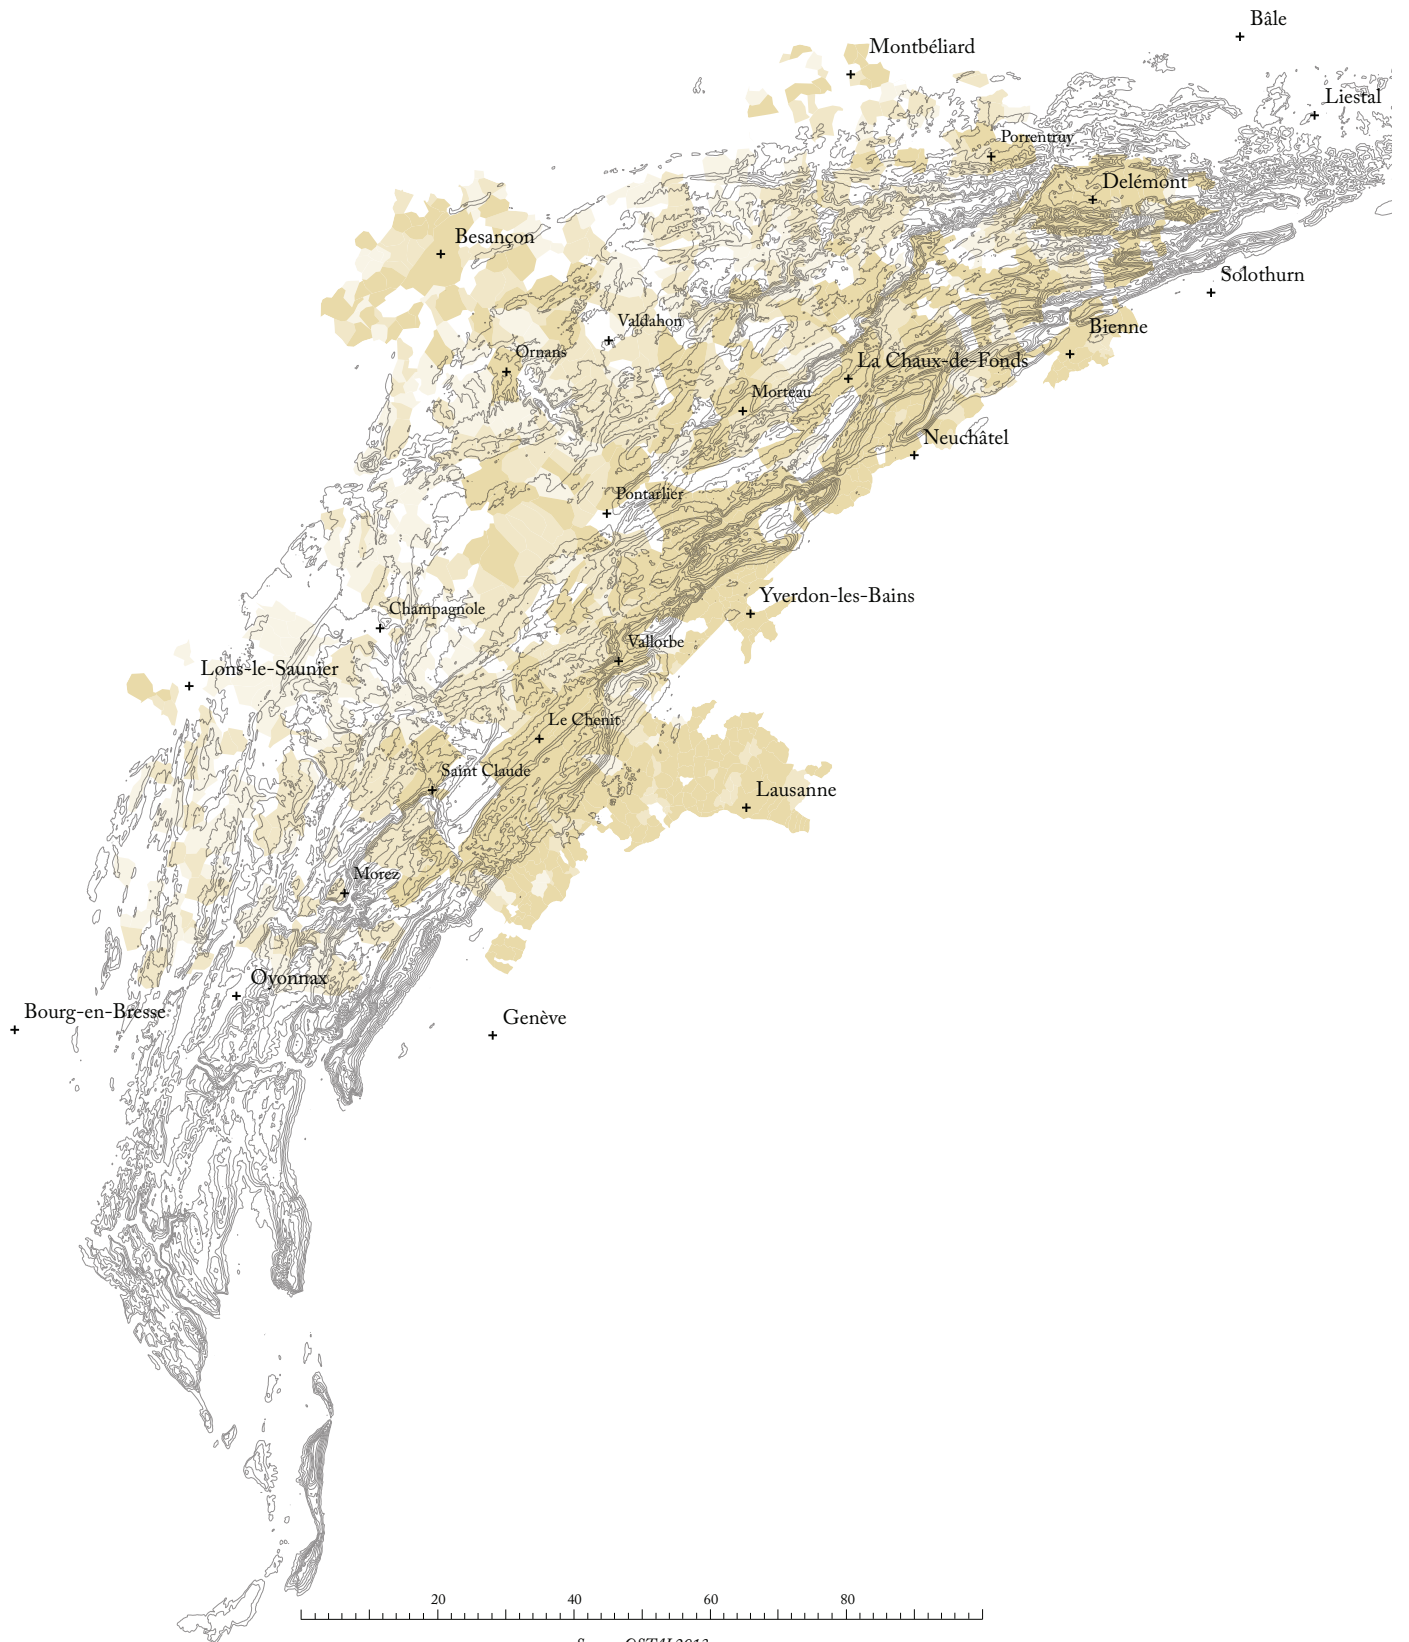 Bâle
Montbéliard
Liestal
Porrentruy
Delémont
Besançon
Solothurn
Valdahon
Bienne
Ornans
La Chaux-de-Fonds
Morteau
Neuchâtel
Pontarlier
Yverdon-les-Bains
Champagnole
Vallorbe
Lons-le-Saunier
Le Chenit
Saint Claude
Lausanne
Morez
Oyonnax
Bourg-en-Bresse
Genève
20 40 60 80